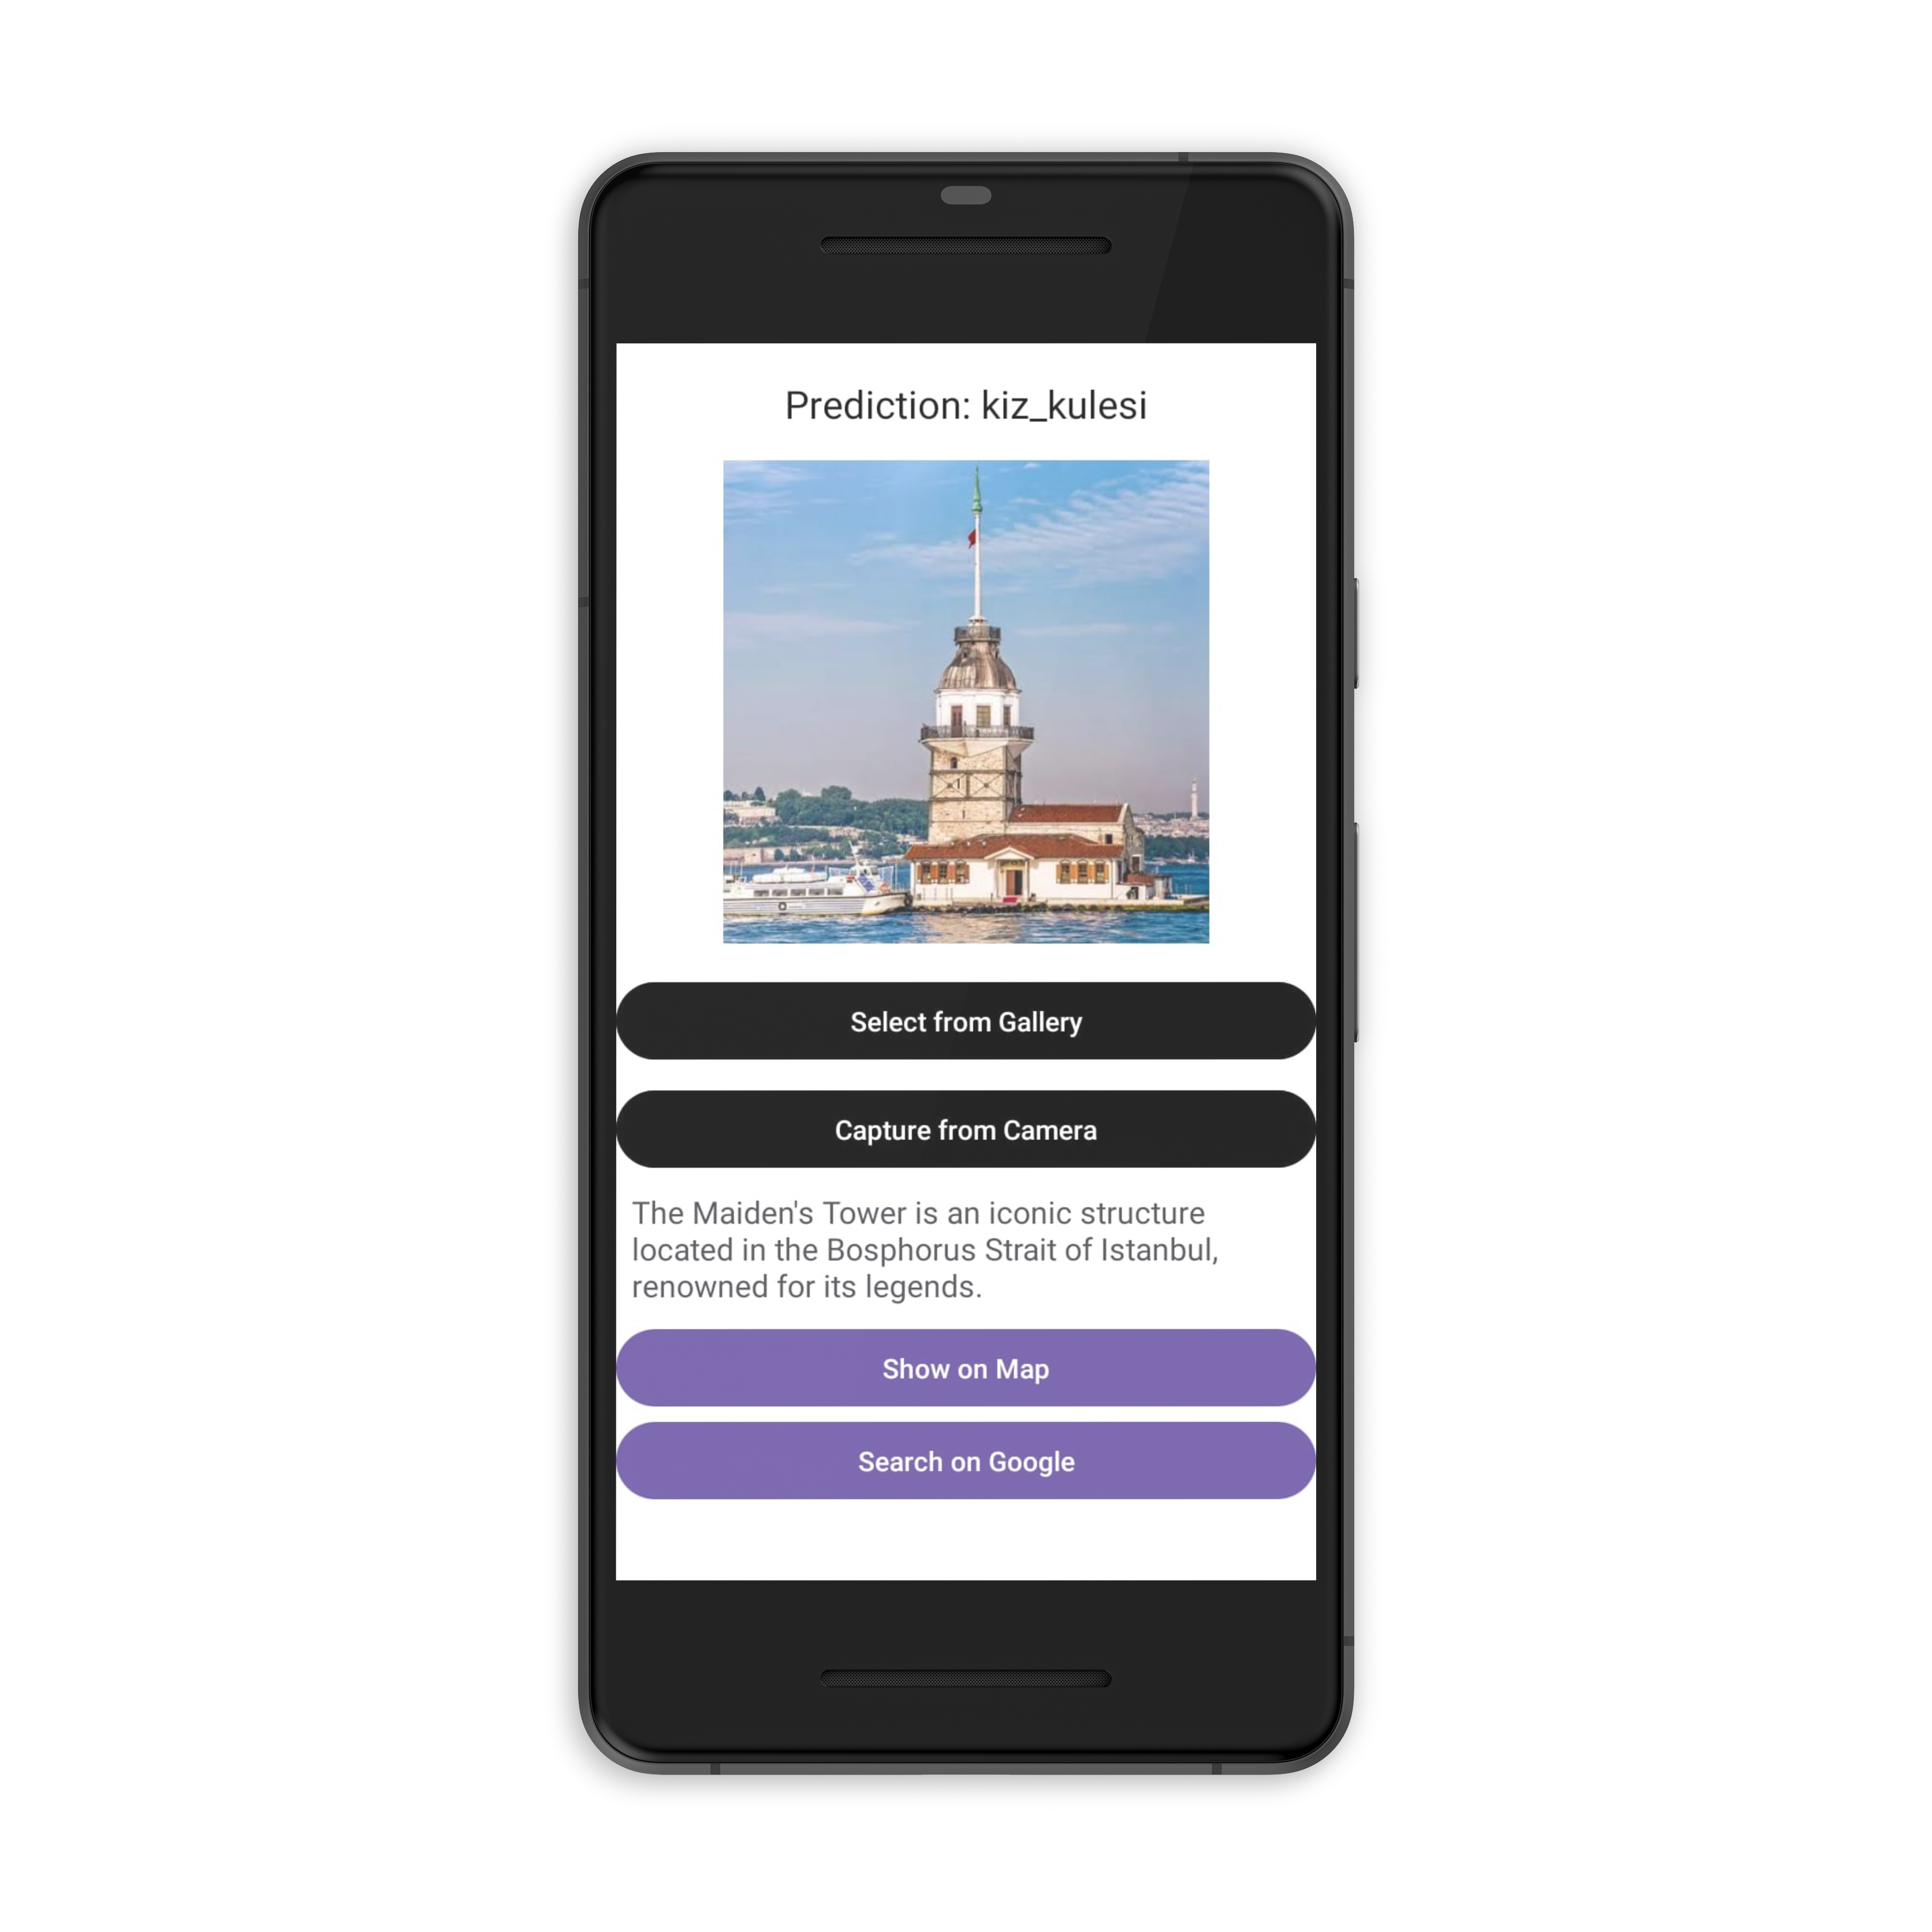 Prediction: kiz_kulesi
Select from Gallery
Capture from Camera
The Maiden's Tower is an iconic structure
located in the Bosphorus Strait of Istanbul,
renowned for its legends.
Show on Map
Search on Google